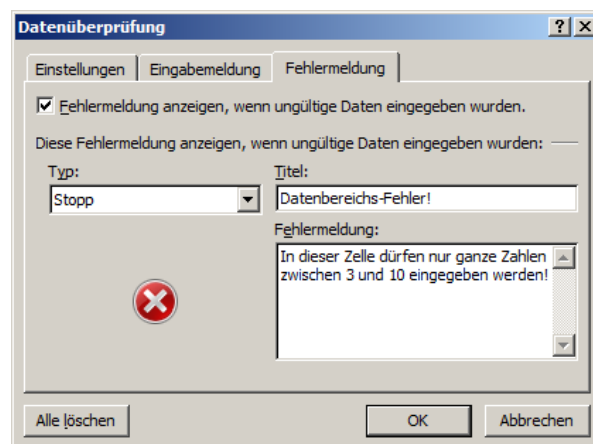 Datenüberprüfung
Einstellungen Eingabemeldung Fehlermeldung
Fehlermeldung anzeigen, wenn ungültige Daten eingegeben wurden.
Diese Fehlermeldung anzeigen, wenn ungültige Daten eingegeben wurden:
Typ: Titel:
Stopp Datenbereichs-Fehler!
Fehlermeldung:
In dieser Zelle dürfen nur ganze Zahlen
zwischen 3 und 10 eingegeben werden!
Alle löschen OK Abbrechen